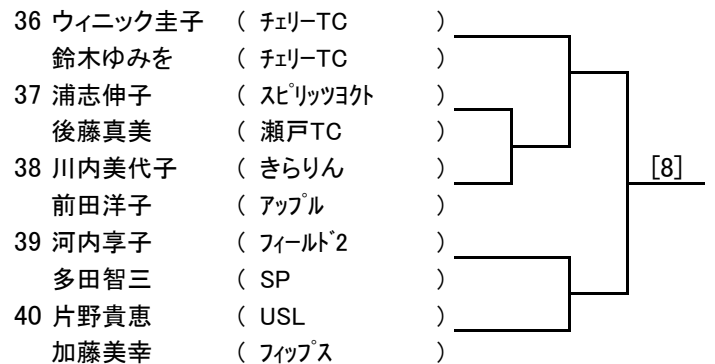 36 ウィニック圭子 ( チェリーTC )
鈴木ゆみを ( チェリーTC )
37 浦志伸子 ( スピリッツヨクト )
後藤真美 ( 瀬戸TC )
38 川内美代子 ( きらりん )
[8]
前田洋子 ( アップル )
39 河内享子 ( フィールド2 )
多田智三 ( SP )
40 片野貴恵 ( USL )
加藤美幸 ( フィップス )